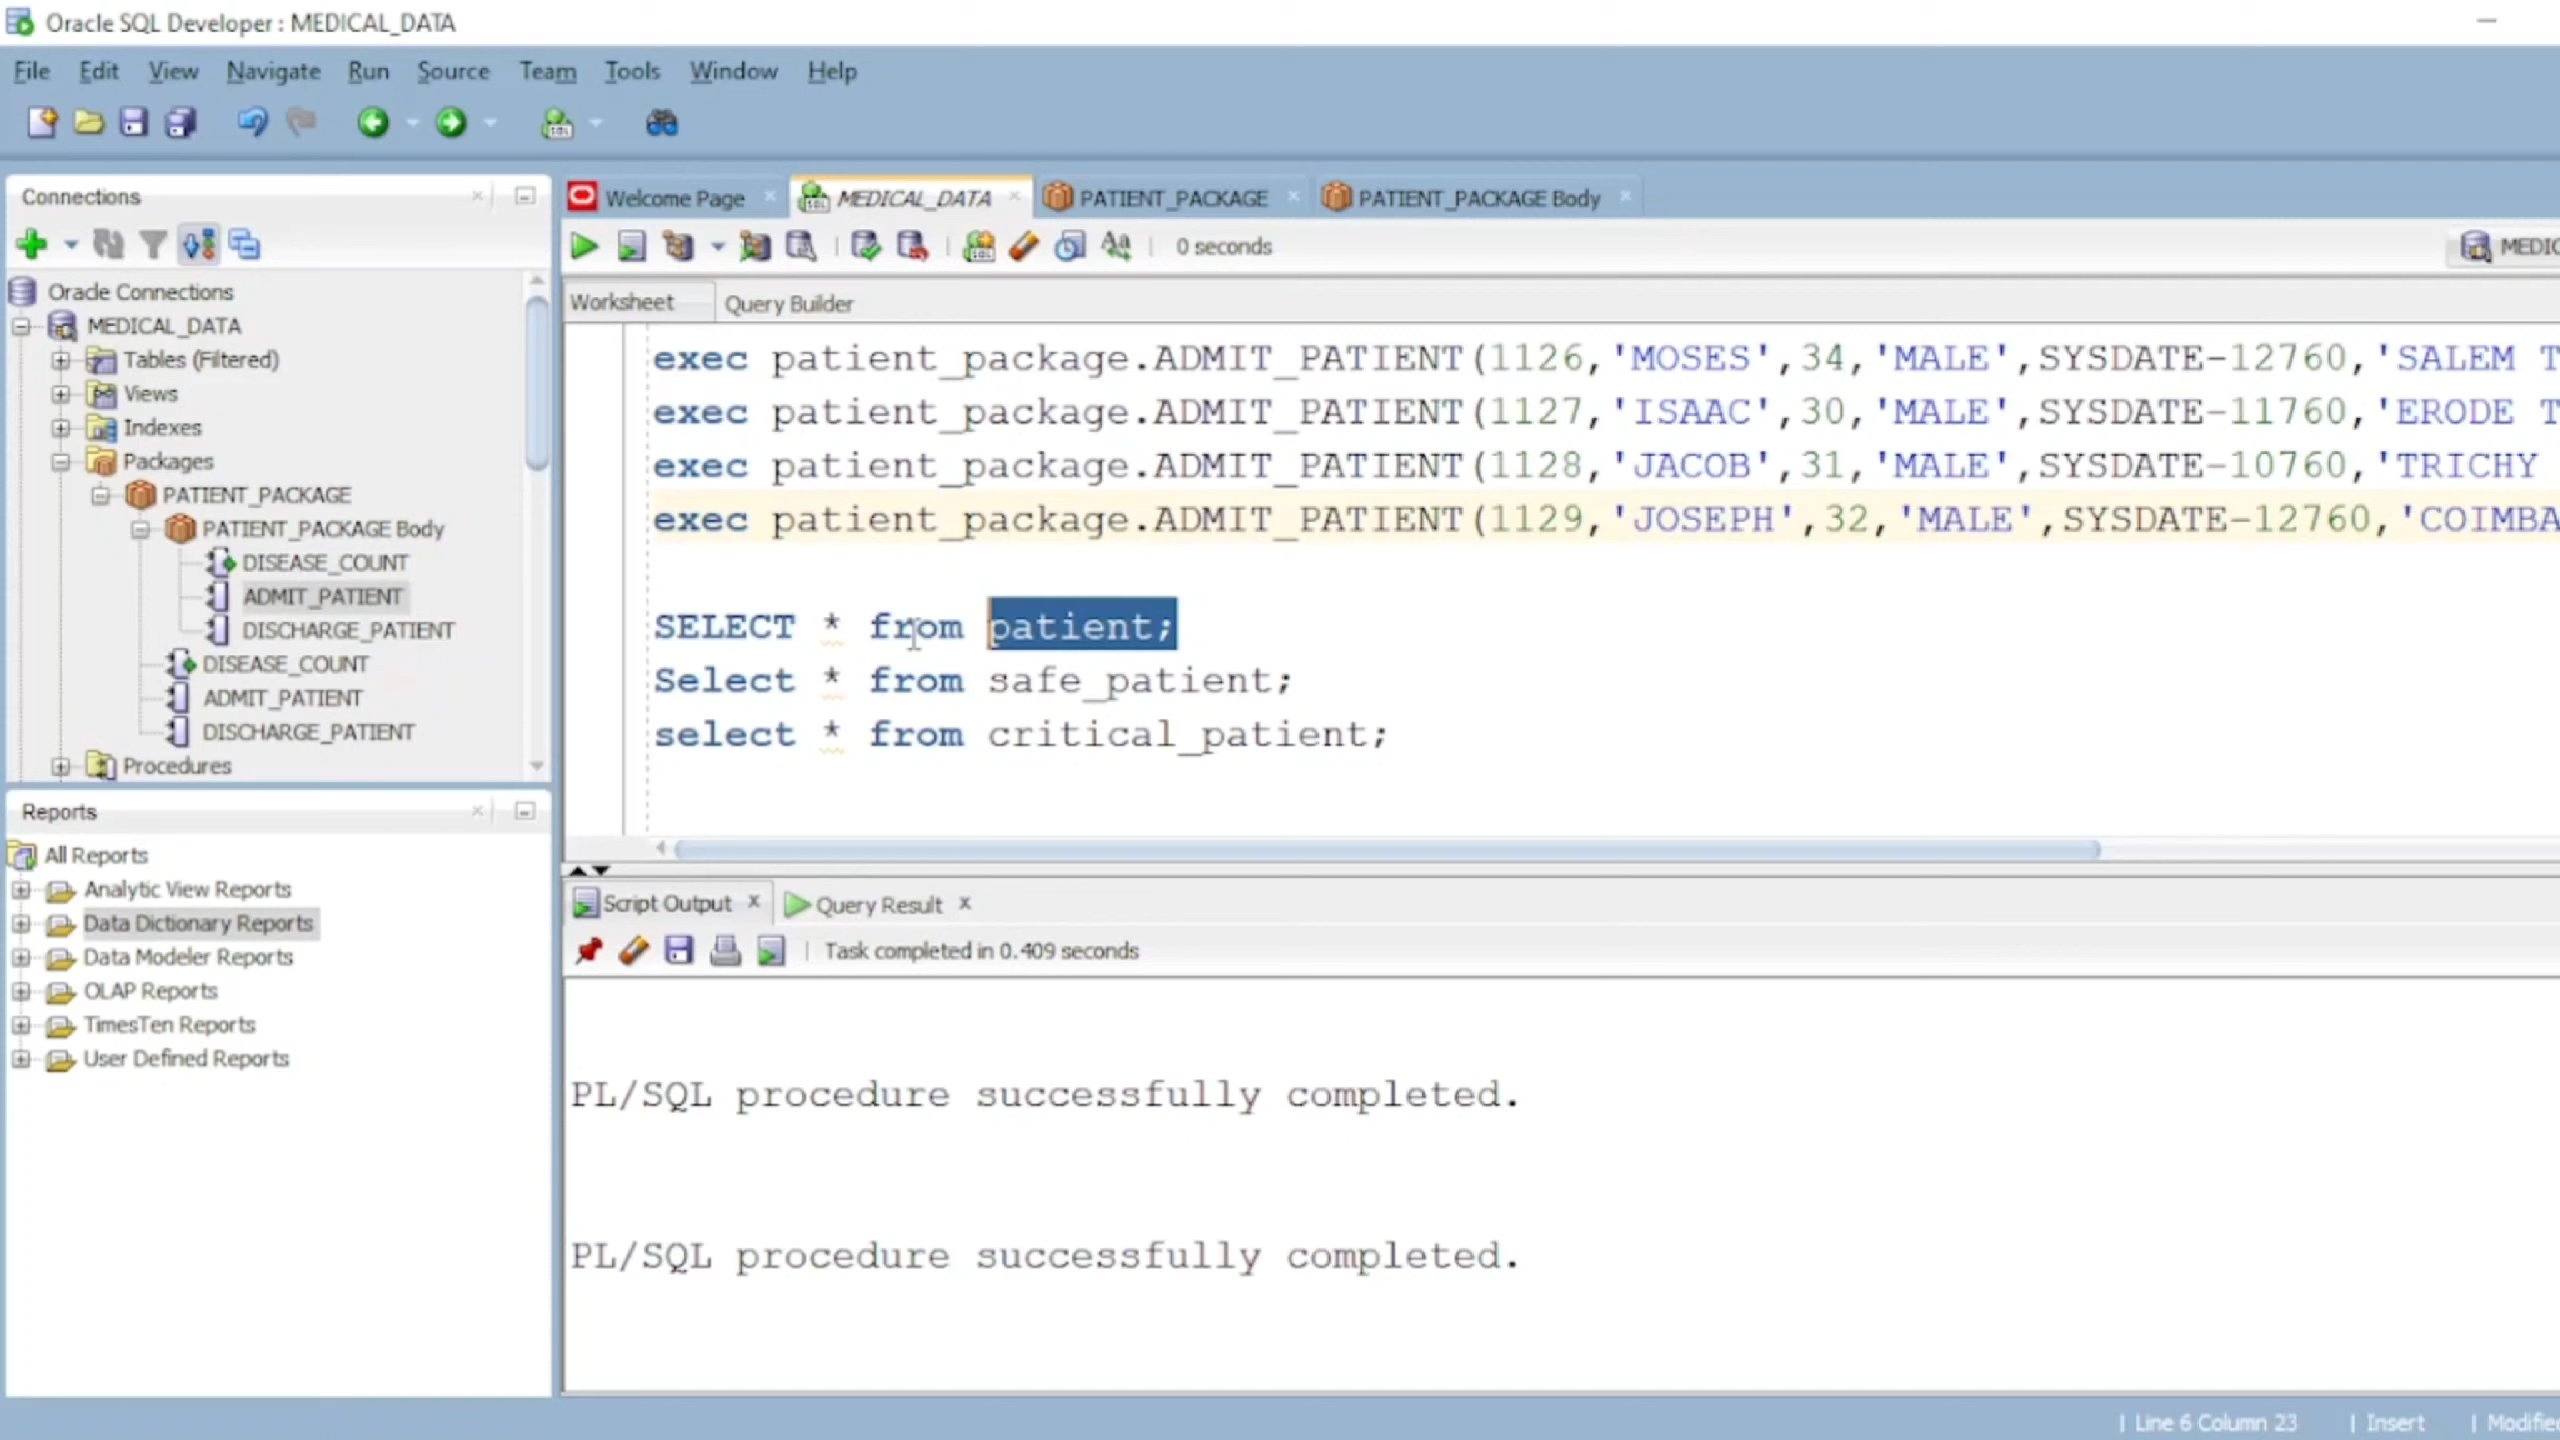 Oracle SQL Developer : MEDICAL_DATA
File Edit View Navigate Run Source Team Tools Window Help
Connections
Oracle Connections
MEDICAL_DATA
Tables (Filtered)
Views
Indexes
Packages
PATIENT_PACKAGE
PATIENT_PACKAGE Body
DISEASE_COUNT
ADMIT_PATIENT
DISCHARGE_PATIENT
DISEASE_COUNT
ADMIT_PATIENT
DISCHARGE_PATIENT
Procedures
Reports
All Reports
Analytic View Reports
Data Dictionary Reports
Data Modeler Reports
OLAP Reports
TimesTen Reports
User Defined Reports
Welcome Page MEDICAL_DATA PATIENT_PACKAGE PATIENT_PACKAGE Body
0 seconds
Worksheet Query Builder
exec patient_package.ADMIT_PATIENT(1126,'MOSES',34,'MALE',SYSDATE-12760,'SALEM T
exec patient_package.ADMIT_PATIENT(1127,'ISAAC',30,'MALE',SYSDATE-11760,'ERODE T
exec patient_package.ADMIT_PATIENT(1128,'JACOB',31,'MALE',SYSDATE-10760,'TRICHY
exec patient_package.ADMIT_PATIENT(1129,'JOSEPH',32,'MALE',SYSDATE-12760,'COIMBA
SELECT * from patient;
Select * from safe_patient;
select * from critical_patient;
Script Output Query Result
Task completed in 0.409 seconds
PL/SQL procedure successfully completed.
PL/SQL procedure successfully completed.
Line 6 Column 23 | Insert | Modified